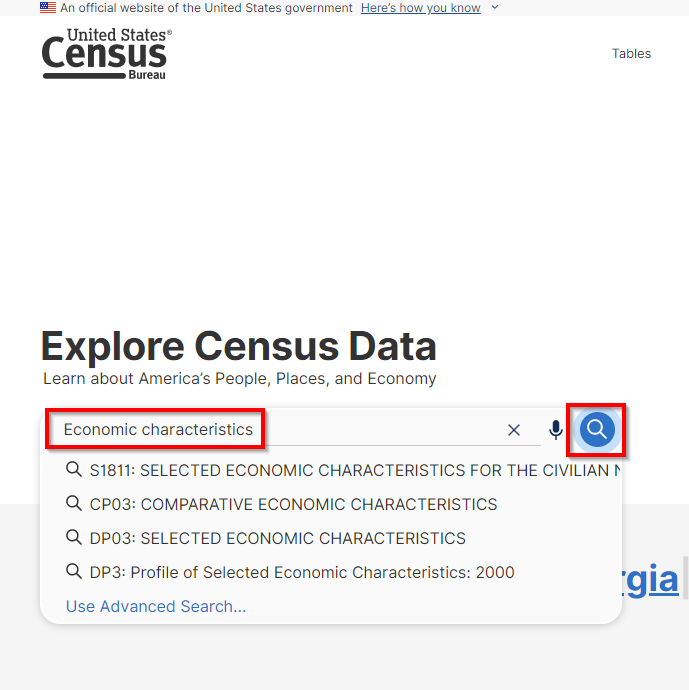 An official website of the United States government Here's how you know
United States®
Census
Bureau
Tables
Explore Census Data
Learn about America's People, Places, and Economy
Economic characteristics
S1811: SELECTED ECONOMIC CHARACTERISTICS FOR THE CIVILIAN
CP03: COMPARATIVE ECONOMIC CHARACTERISTICS
DP03: SELECTED ECONOMIC CHARACTERISTICS
DP3: Profile of Selected Economic Characteristics: 2000
rgia
Use Advanced Search...